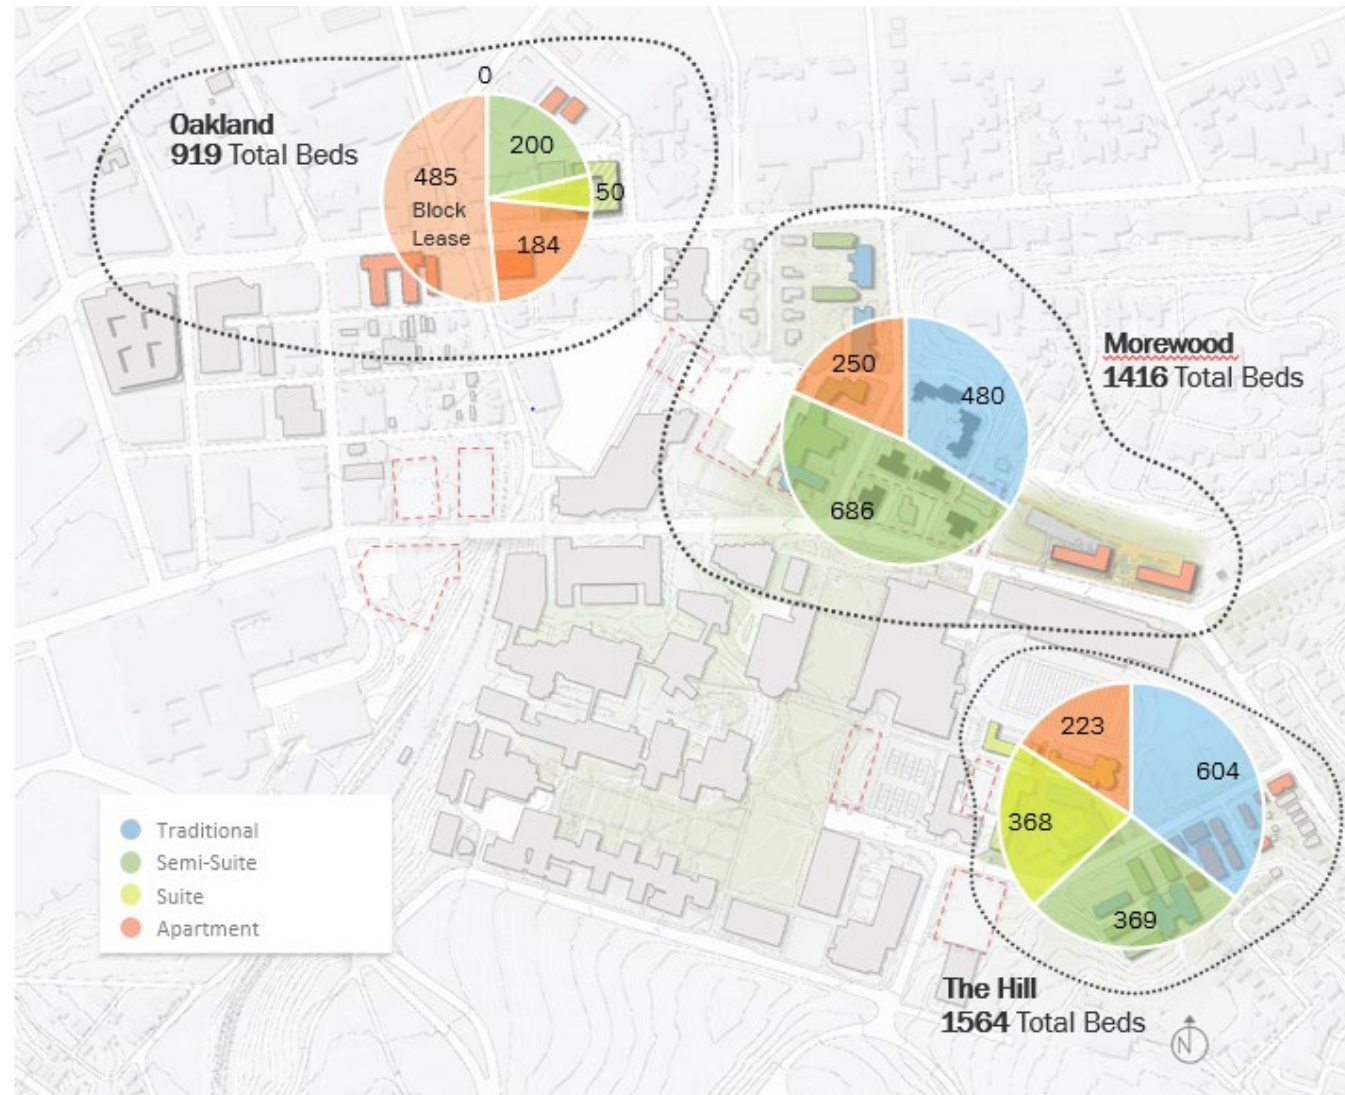 0
Oakland
919 Total Beds
200
485
Block
Lease
50
184
Morewood
1416 Total Beds
250
480
686
223
604
368
369
Traditional
Semi-Suite
Suite
Apartment
The Hill
1564 Total Beds
N